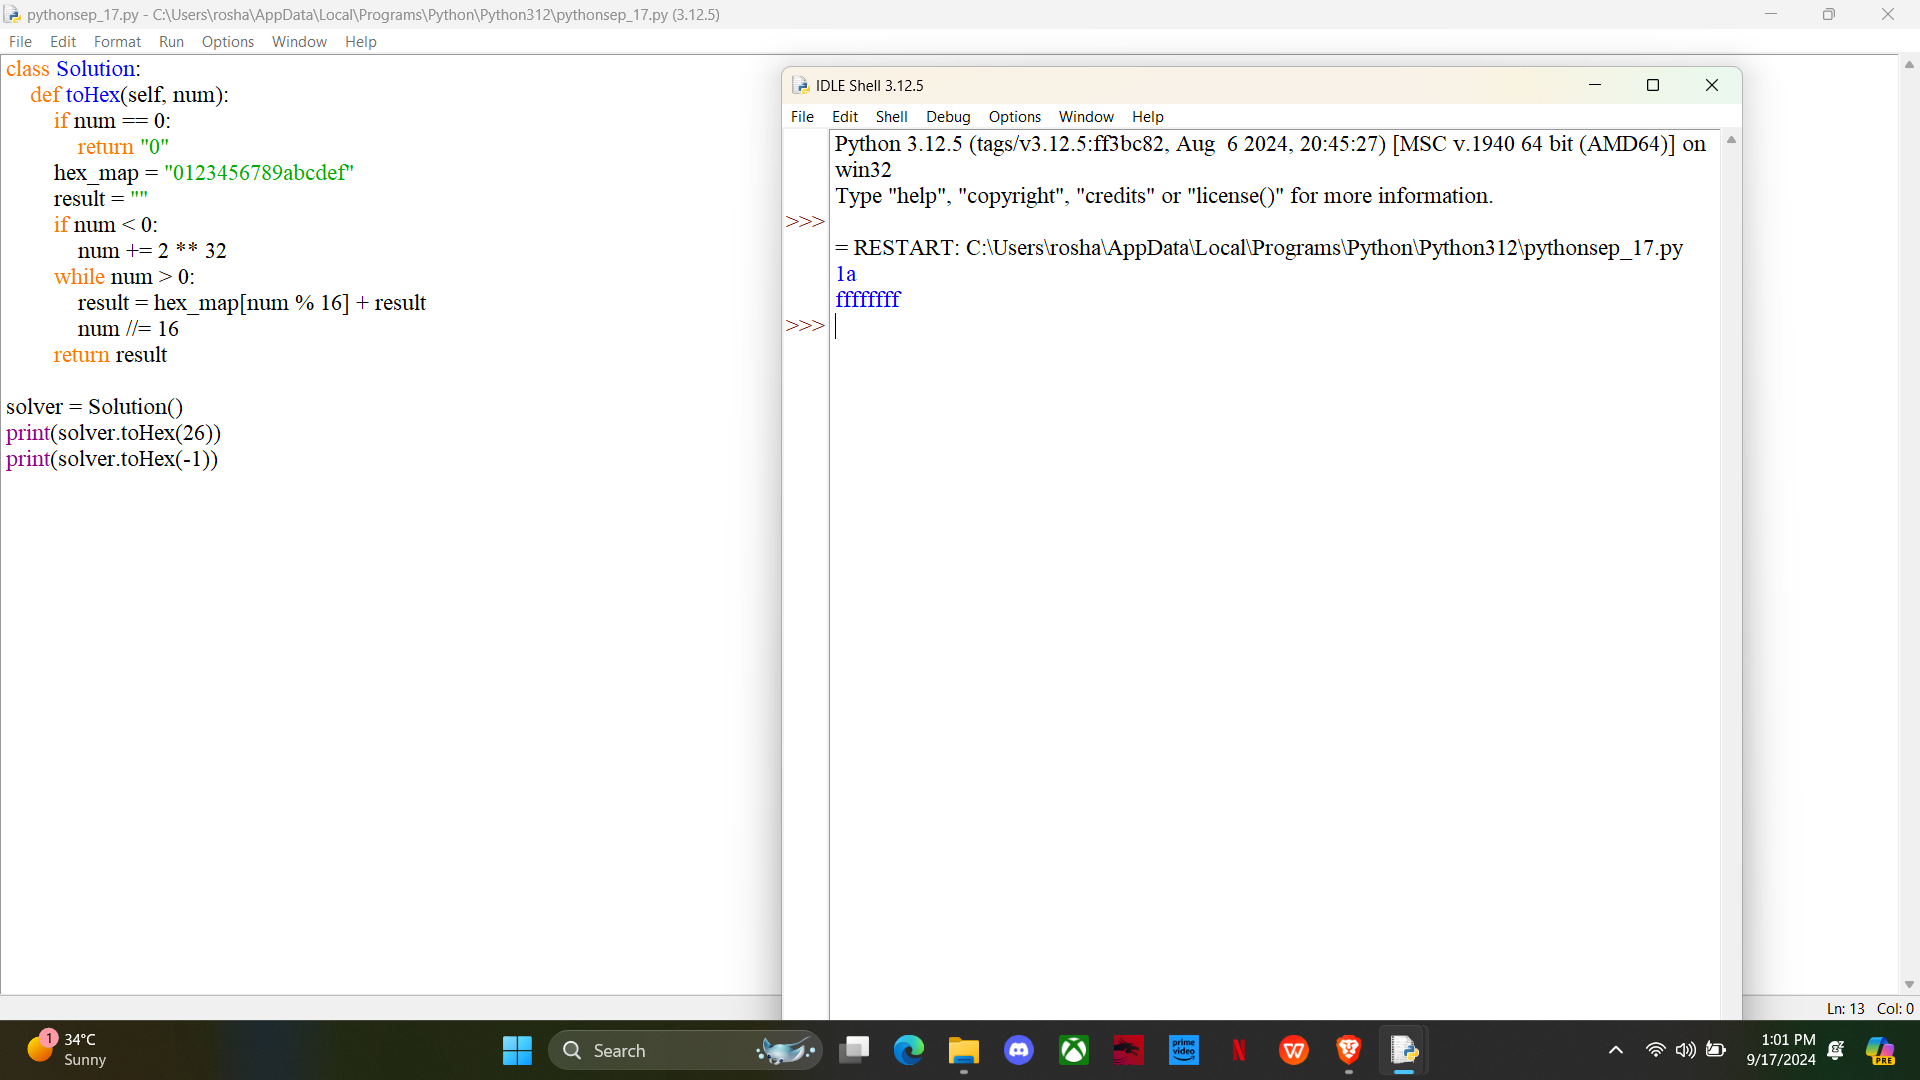 pythonsep_17.py - C:\Users\rosha\AppData\Local\Programs\Python\Python312\pythonsep_17.py (3.12.5)
File Edit Format Run Options Window Help
class Solution:
    def toHex(self, num):
        if num == 0:
            return "0"
        hex_map = "0123456789abcdef"
        result = ""
        if num < 0:
            num += 2 ** 32
        while num > 0:
            result = hex_map[num % 16] + result
            num //= 16
        return result
solver = Solution()
print(solver.toHex(26))
print(solver.toHex(-1))
IDLE Shell 3.12.5
File Edit Shell Debug Options Window Help
Python 3.12.5 (tags/v3.12.5:ff3bc82, Aug  6 2024, 20:45:27) [MSC v.1940 64 bit (AMD64)] on
win32
Type "help", "copyright", "credits" or "license()" for more information.
>>>
= RESTART: C:\Users\rosha\AppData\Local\Programs\Python\Python312\pythonsep_17.py
1a
ffffffff
>>>
Ln: 13 Col: 0
1
34°C
Sunny
Search
prime video
N
W
1:01 PM
9/17/2024
PRE